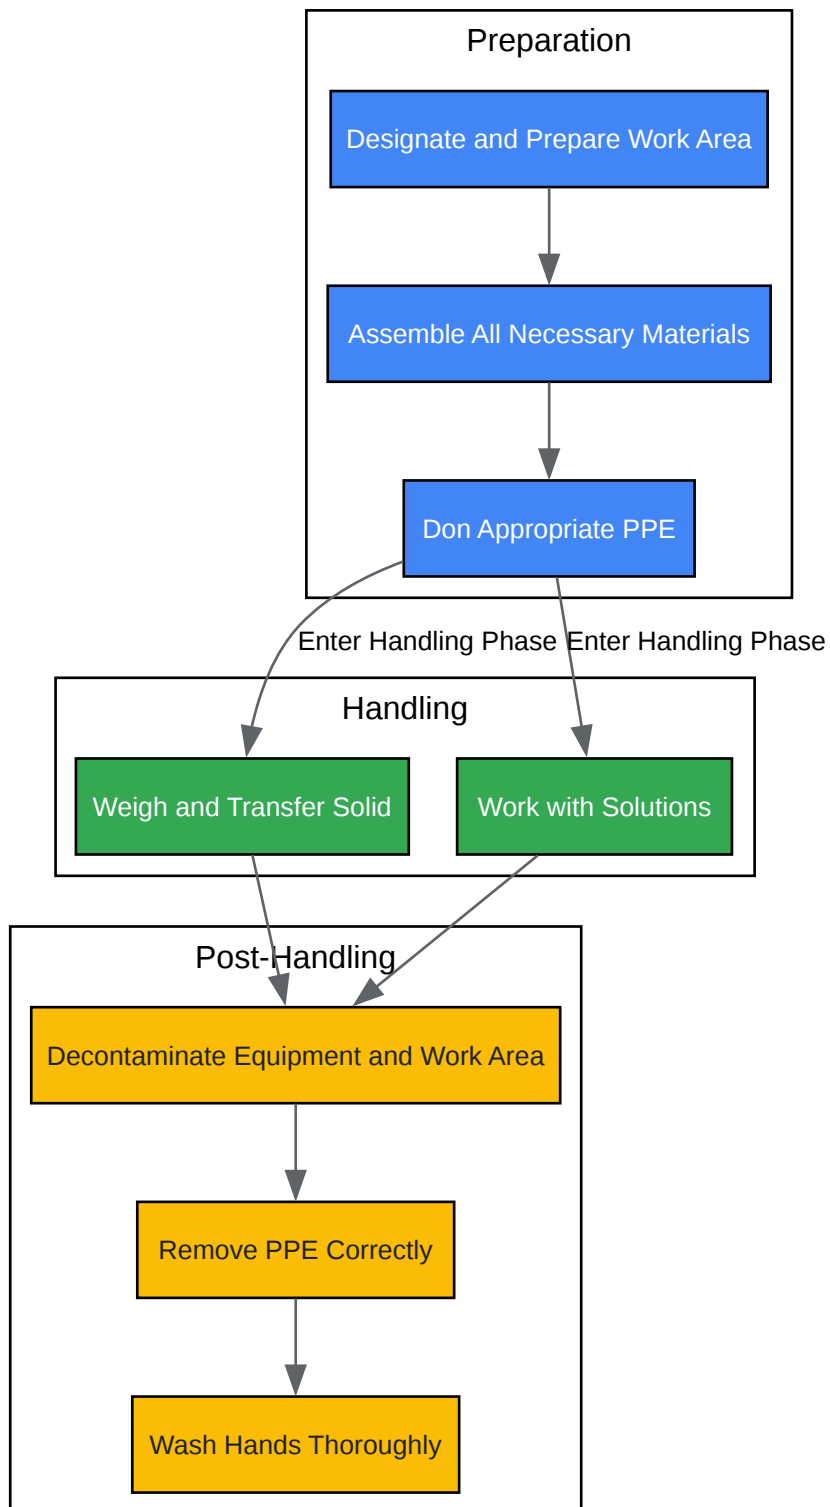 Preparation
Designate and Prepare Work Area
Assemble All Necessary Materials
Don Appropriate PPE
Enter Handling Phase
Enter Handling Phase
Handling
Weigh and Transfer Solid
Work with Solutions
Post-Handling
Decontaminate Equipment and Work Area
Remove PPE Correctly
Wash Hands Thoroughly